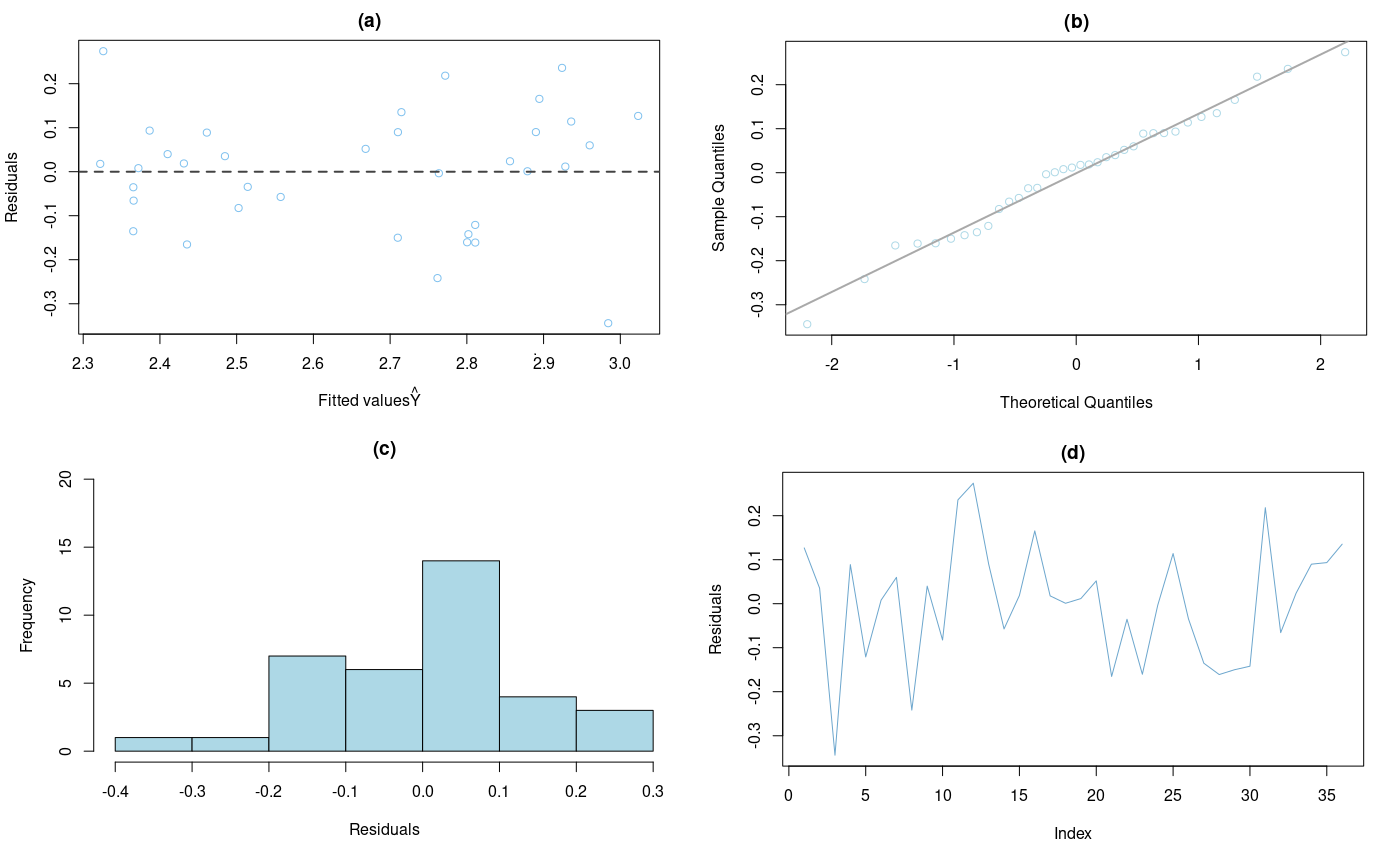 (a)
Residuals
0.2
0.1
0.0
-0.1
-0.2
-0.3
2.3 2.4 2.5 2.6 2.7 2.8 2.9 3.0
Fitted valuesŶ
(b)
Sample Quantiles
0.2
0.1
0.0
-0.1
-0.2
-0.3
-2 -1 0 1 2
Theoretical Quantiles
(c)
Frequency
20
15
10
5
0
-0.4 -0.3 -0.2 -0.1 0.0 0.1 0.2 0.3
Residuals
(d)
Residuals
0.2
0.1
0.0
-0.1
-0.2
-0.3
0 5 10 15 20 25 30 35
Index